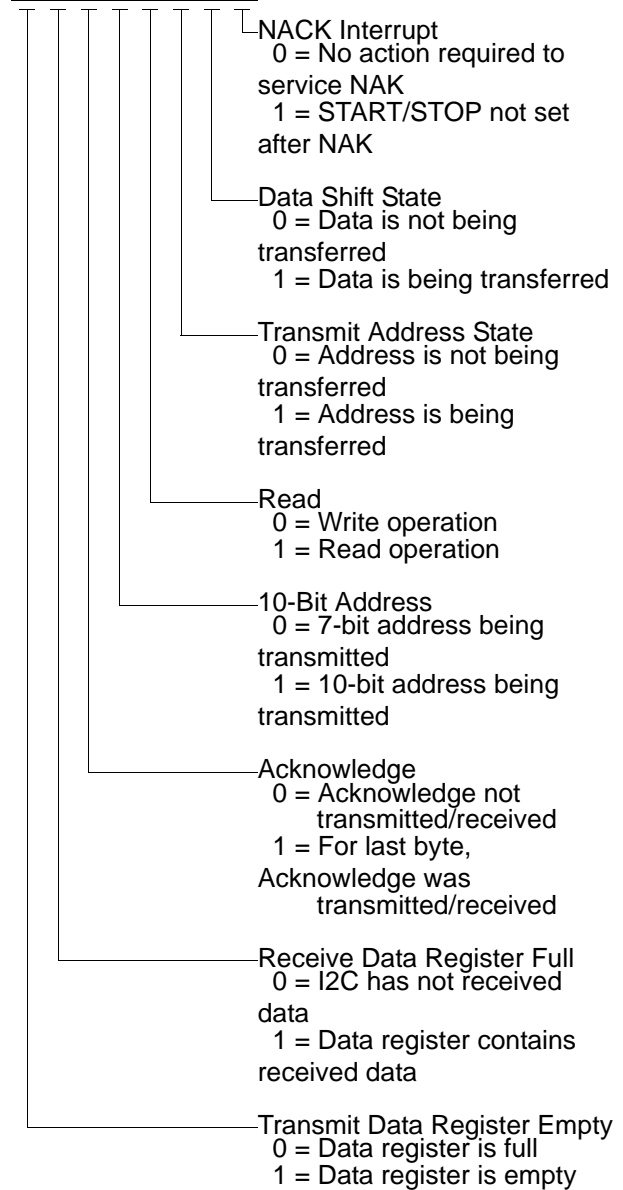 NACK Interrupt
0 = No action required to
service NAK
1 = START/STOP not set
after NAK
Data Shift State
0 = Data is not being
transferred
1 = Data is being transferred
Transmit Address State
0 = Address is not being
transferred
1 = Address is being
transferred
Read
0 = Write operation
1 = Read operation
10-Bit Address
0 = 7-bit address being
transmitted
1 = 10-bit address being
transmitted
Acknowledge
0 = Acknowledge not
transmitted/received
1 = For last byte,
Acknowledge was
transmitted/received
Receive Data Register Full
0 = I2C has not received
data
1 = Data register contains
received data
Transmit Data Register Empty
0 = Data register is full
1 = Data register is empty